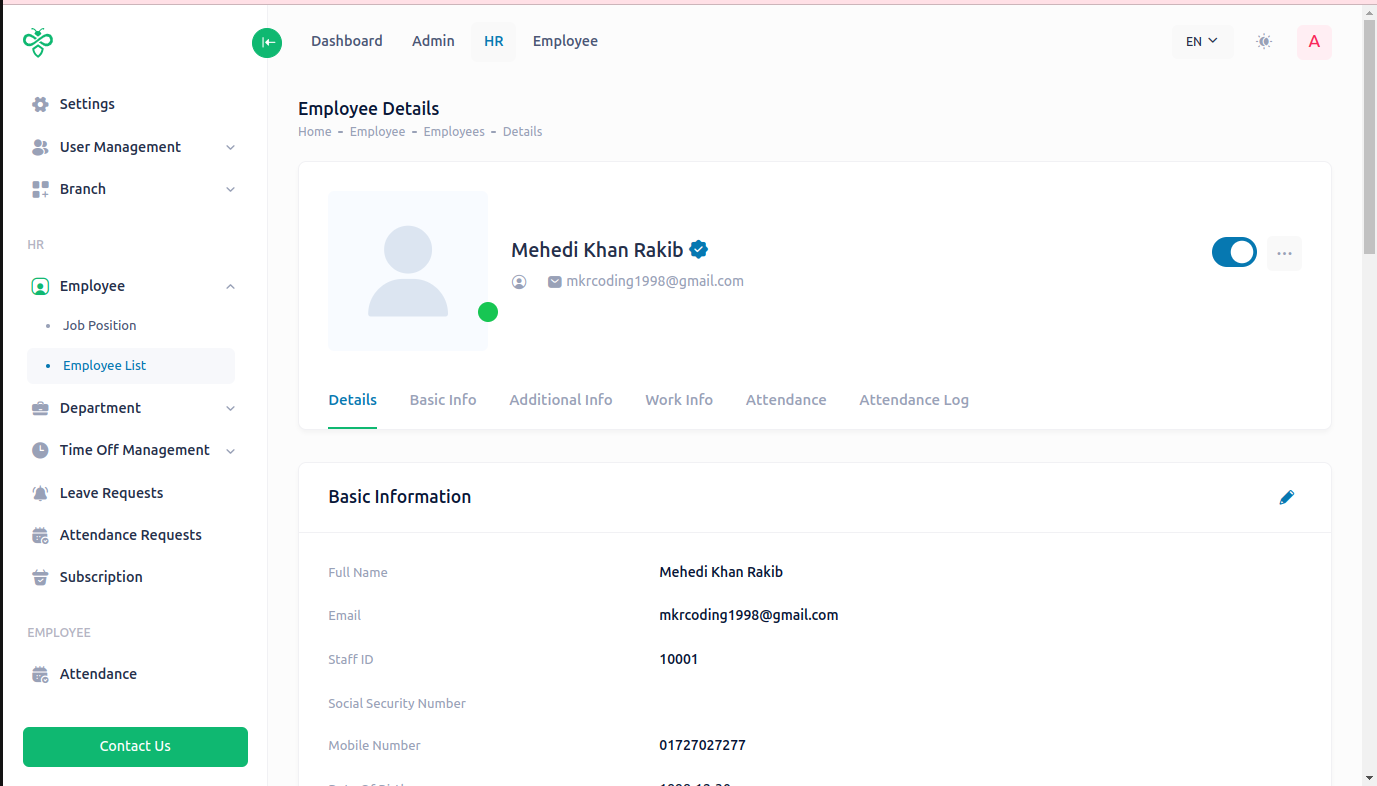 Dashboard Admin HR Employee EN A
Settings
User Management
Branch
HR
Employee
Job Position
Employee List
Department
Time Off Management
Leave Requests
Attendance Requests
Subscription
EMPLOYEE
Attendance
Contact Us
Employee Details
Home - Employee - Employees - Details
Mehedi Khan Rakib
mkrcoding1998@gmail.com
Details Basic Info Additional Info Work Info Attendance Attendance Log
Basic Information
Full Name Mehedi Khan Rakib
Email mkrcoding1998@gmail.com
Staff ID 10001
Social Security Number
Mobile Number 01727027277